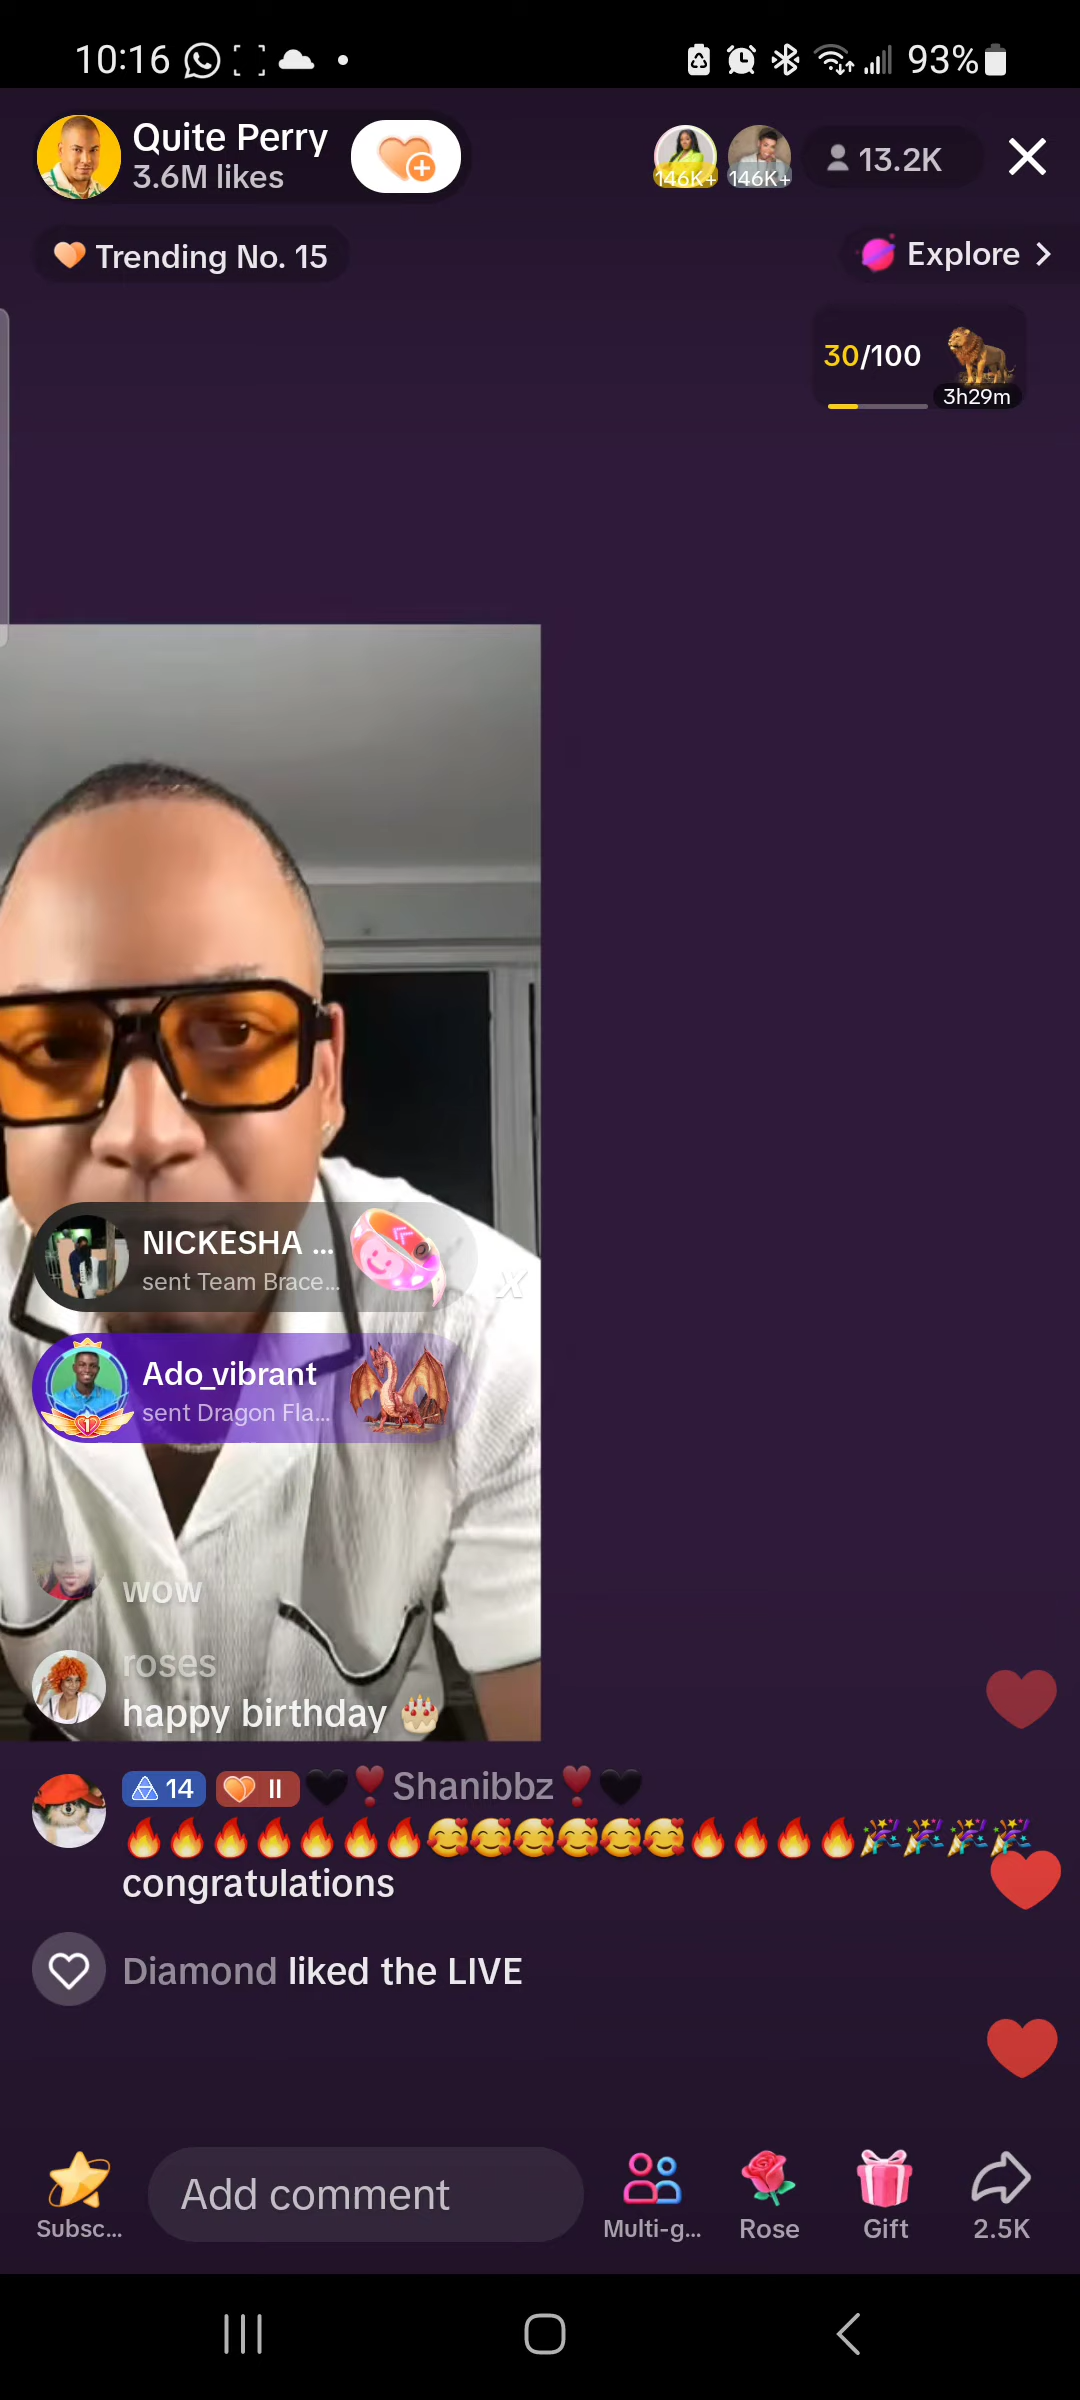 10:16
93%
Quite Perry
3.6M likes
146K+
146K+
13.2K
Trending No. 15
Explore >
30/100
3h29m
NICKESHA ...
sent Team Brace...
x
Ado_vibrant
sent Dragon Fla...
1
wow
roses
happy birthday 🎂
14 II 🖤❣️Shanibbz❣️🖤
🔥🔥🔥🔥🔥🔥🔥🥰🥰🥰🥰🥰🥰🔥🔥🔥🔥🎉🎉🎉🎉
congratulations
Diamond liked the LIVE
Subsc...
Add comment
Multi-g...
Rose
Gift
2.5K